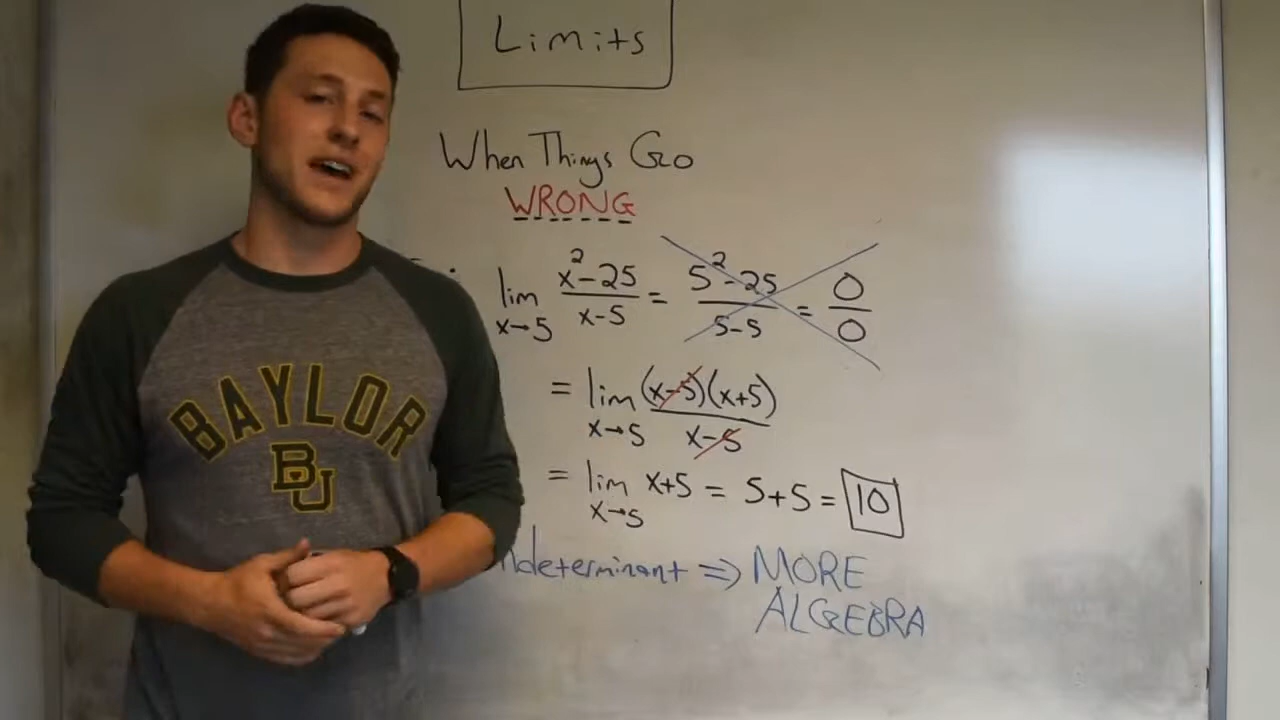 Limits
When Things Go
WRONG
lim x→5 x²-25 / x-5 = 5²-25 / 5-5 = 0/0
= lim x→5 (x-5)(x+5) / x-5
= lim x→5 x+5 = 5+5 = 10
ndeterminant ⇒ MORE
ALGEBRA
BAYLOR
BU